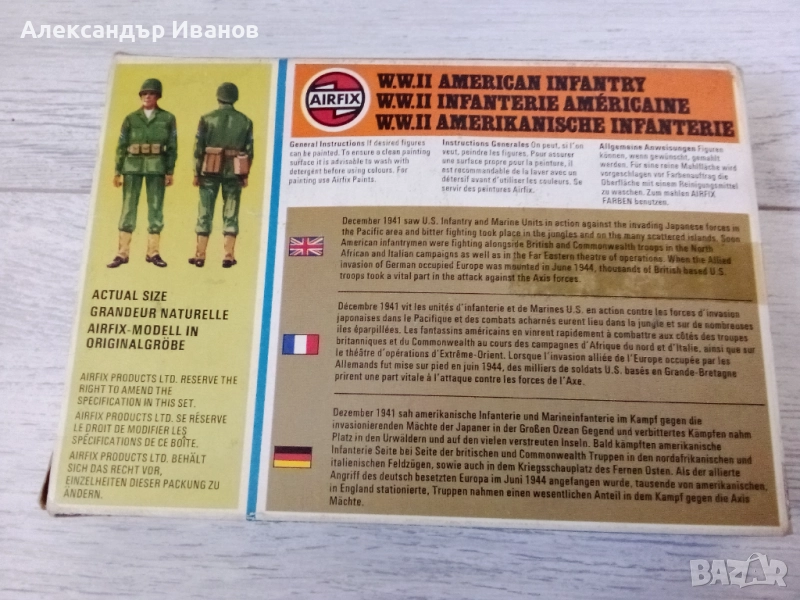 Александър Иванов
AIRFIX
W.W.II AMERICAN INFANTRY
W.W.II INFANTERIE AMÉRICAINE
W.W.II AMERIKANISCHE INFANTERIE
General Instructions If desired figures
can be painted. To ensure a clean painting
surface it is advisable to wash with
detergent before using colours. For
painting use Airfix Paints.
Instructions Generales On peut, si l'on
veut, peindre les figures. Pour assurer
une surface propre pour la peinture, il
est recommandable de la laver avec un
détersif avant d'utiliser les couleurs. Se
servir des peintures Airfix.
Allgemeine Anweisungen Figuren
können, wenn gewünscht, gemahlt
werden. Für eine reine Mahlfläche wird
vorgeschlagen vor Farbenauftrag die
Oberfläche mit einem Reinigungsmittel
zu waschen. Zum mahlen AIRFIX
FARBEN benutzen.
December 1941 saw U.S. Infantry and Marine Units in action against the invading Japanese forces in
the Pacific area and bitter fighting took place in the jungles and on the many scattered islands. Soon
American infantrymen were fighting alongside British and Commonwealth troops in the North
African and Italian campaigns as well as in the Far Eastern theatre of operations. When the Allied
invasion of German occupied Europe was mounted in June 1944, thousands of British based U.S.
troops took a vital part in the attack against the Axis forces.
Décembre 1941 vit les unités d'infanterie et de Marines U.S. en action contre les forces d'invasion
japonaises dans le Pacifique et des combats acharnés eurent lieu dans la jungle et sur de nombreuses
îles éparpillées. Les fantassins américains en vinrent rapidement à combattre aux côtés des troupes
britanniques et du Commonwealth au cours des campagnes d'Afrique du nord et d'Italie, ainsi que sur
le théâtre d'opérations d'Extrême-Orient. Lorsque l'invasion alliée de l'Europe occupée par les
Allemands fut mise sur pied en juin 1944, des milliers de soldats U.S. basés en Grande-Bretagne
prirent une part vitale à l'attaque contre les forces de l'Axe.
Dezember 1941 sah amerikanische Infanterie und Marineinfanterie im Kampf gegen die
invasionierenden Mächte der Japaner in der Großen Ozean Gegend und verbittertes Kämpfen nahm
Platz in den Urwäldern und auf den vielen verstreuten Inseln. Bald kämpften amerikanische
Infanterie Seite bei Seite der britischen und Commonwealth Truppen in den nordafrikanischen und
italienischen Feldzügen, sowie auch in dem Kriegsschauplatz des Fernen Osten. Als der allierte
Angriff des deutsch besetzten Europa im Juni 1944 angefangen wurde, tausende von amerikanischen,
in England stationierte, Truppen nahmen einen wesentlichen Anteil in dem Kampf gegen die Axis
Mächte.
ACTUAL SIZE
GRANDEUR NATURELLE
AIRFIX-MODELL IN
ORIGINALGRÖBE
AIRFIX PRODUCTS LTD. RESERVE THE
RIGHT TO AMEND THE
SPECIFICATION IN THIS SET.
AIRFIX PRODUCTS LTD. SE RÉSERVE
LE DROIT DE MODIFIER LES
SPÉCIFICATIONS DE CE BOÎTE.
AIRFIX PRODUCTS LTD. BEHÄLT
SICH DAS RECHT VOR,
EINZELHEITEN DIESER PACKUNG ZU
ÄNDERN.
BAZAR